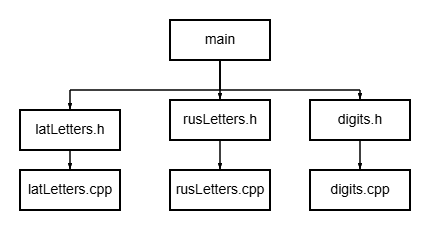 main
latLetters.h
rusLetters.h
digits.h
latLetters.cpp
rusLetters.cpp
digits.cpp